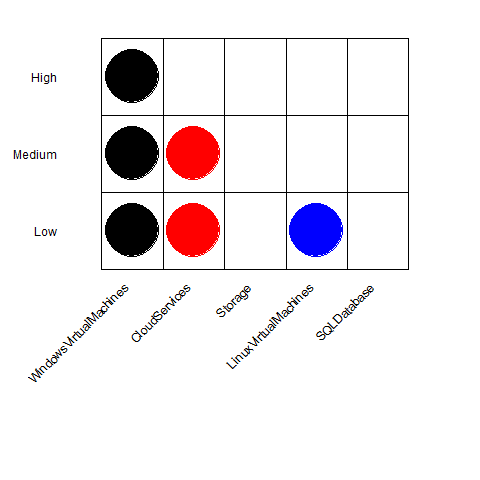 High
Medium
Low
WindowsVirtualMachines
CloudServices
Storage
LinuxVirtualMachines
SQLDatabase